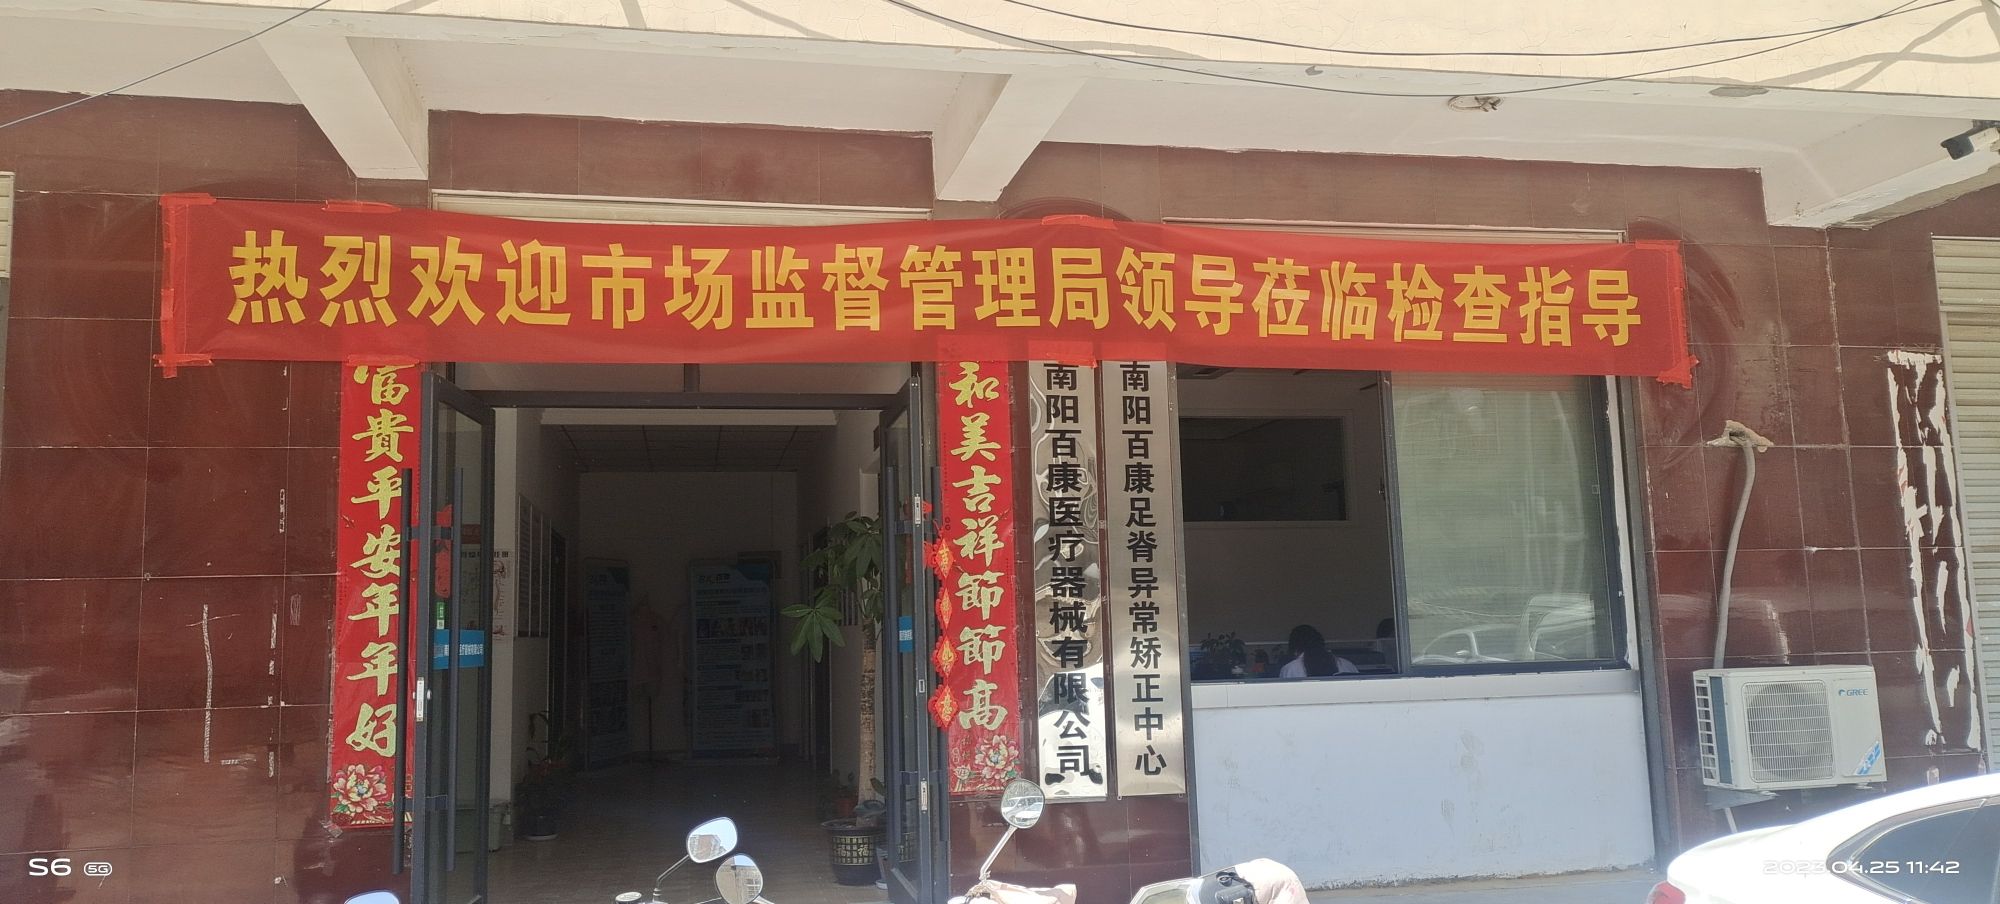 热烈欢迎市场监督管理局领导莅临检查指导
富貴平安年年好
和美吉祥節節高
南阳百康医疗器械有限公司
南阳百康足脊异常矫正中心
GREE
福
福
S6 5G
2023.04.25 11:42